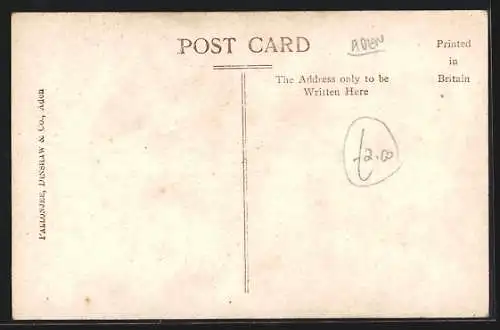 POST CARD
ADEN
Printed
in
Britain
The Address only to be
Written Here
£2.00
PALLONJEE, DINSHAW & Co., Aden